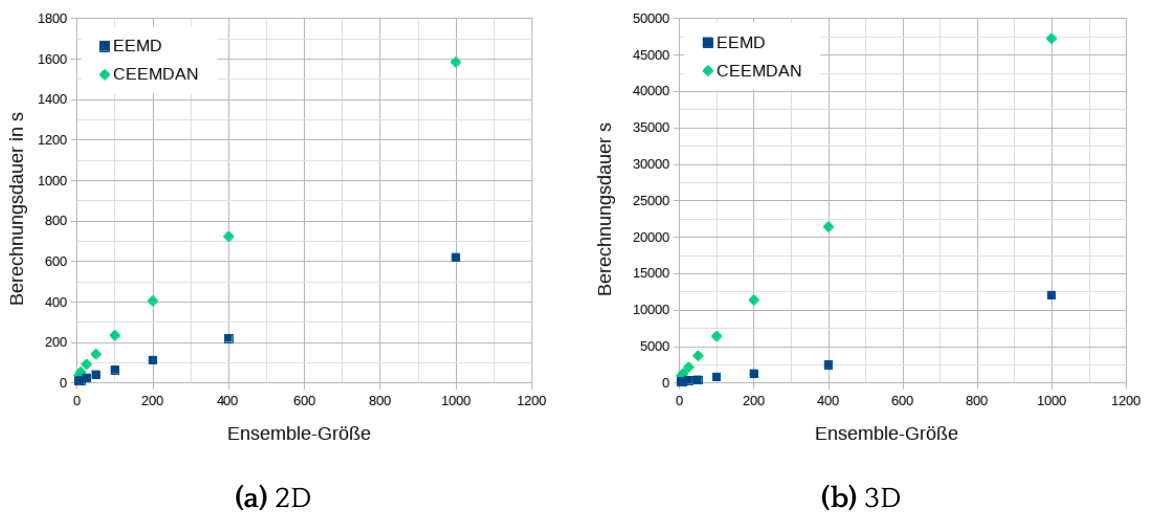 1800
1600
1400
1200
1000
800
600
400
200
0
0 200 400 600 800 1000 1200
EEMD
CEEMDAN
Berechnungsdauer in s
Ensemble-Größe
(a) 2D
50000
45000
40000
35000
30000
25000
20000
15000
10000
5000
0
0 200 400 600 800 1000 1200
EEMD
CEEMDAN
Berechnungsdauer s
Ensemble-Größe
(b) 3D